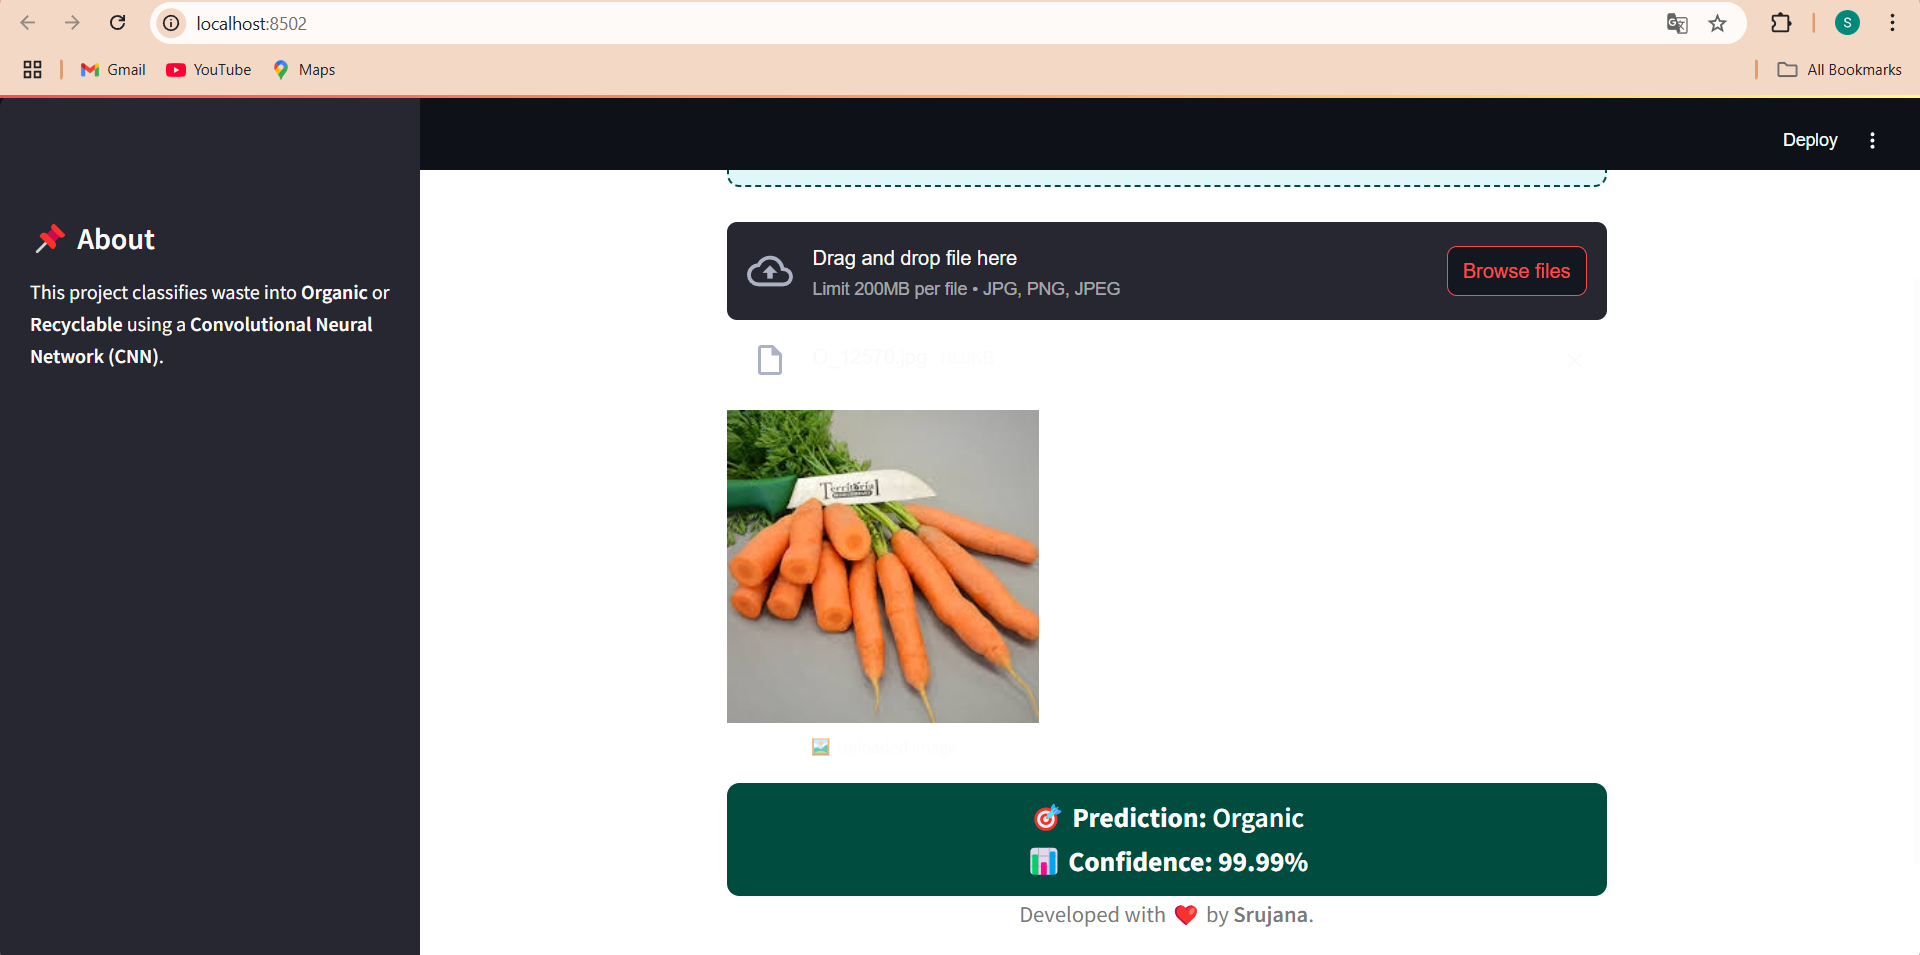 localhost:8502
Gmail
YouTube
Maps
All Bookmarks
S
Deploy
About
This project classifies waste into Organic or
Recyclable using a Convolutional Neural
Network (CNN).
Drag and drop file here
Limit 200MB per file • JPG, PNG, JPEG
Browse files
O_12570.jpg
Territorial
Prediction: Organic
Confidence: 99.99%
Developed with ❤️ by Srujana.